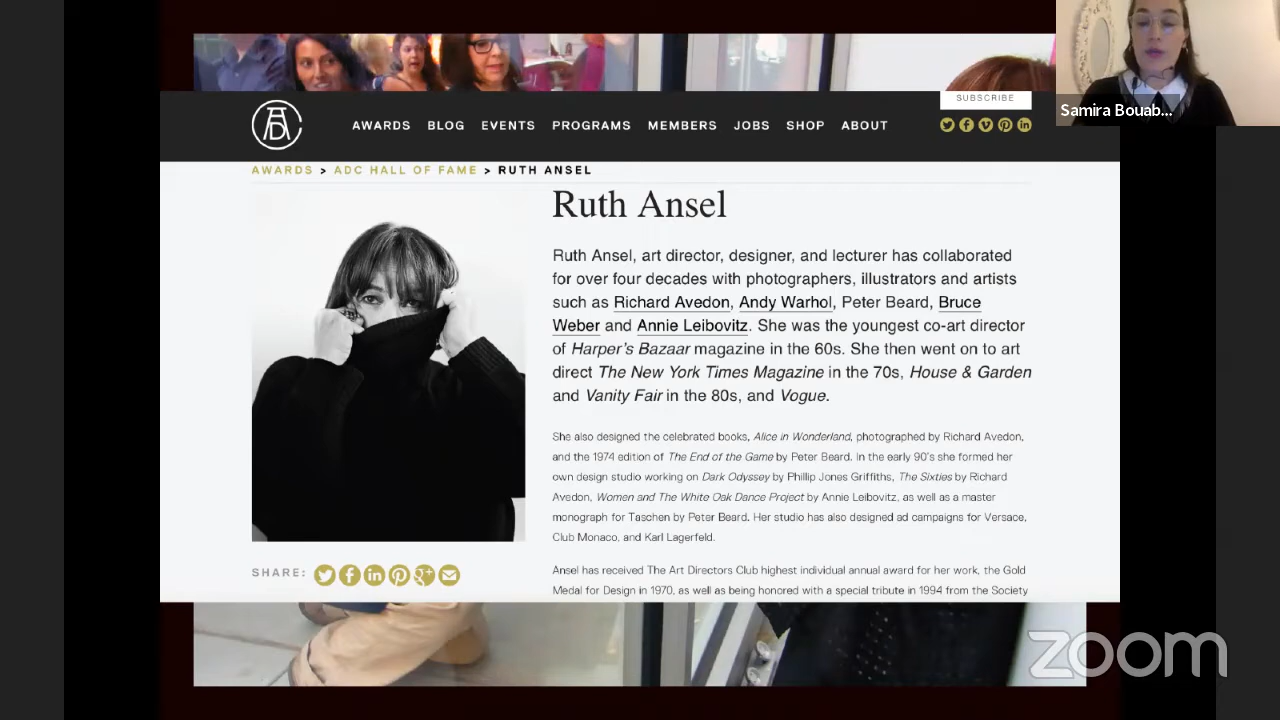 SUBSCRIBE
AWARDS BLOG EVENTS PROGRAMS MEMBERS JOBS SHOP ABOUT
Samira Bouab...
AWARDS > ADC HALL OF FAME > RUTH ANSEL
Ruth Ansel
Ruth Ansel, art director, designer, and lecturer has collaborated
for over four decades with photographers, illustrators and artists
such as Richard Avedon, Andy Warhol, Peter Beard, Bruce
Weber and Annie Leibovitz. She was the youngest co-art director
of Harper's Bazaar magazine in the 60s. She then went on to art
direct The New York Times Magazine in the 70s, House & Garden
and Vanity Fair in the 80s, and Vogue.
She also designed the celebrated books, Alice in Wonderland, photographed by Richard Avedon,
and the 1974 edition of The End of the Game by Peter Beard. In the early 90's she formed her
own design studio working on Dark Odyssey by Phillip Jones Griffiths, The Sixties by Richard
Avedon, Women and The White Oak Dance Project by Annie Leibovitz, as well as a master
monograph for Taschen by Peter Beard. Her studio has also designed ad campaigns for Versace,
Club Monaco, and Karl Lagerfeld.
Ansel has received The Art Directors Club highest individual annual award for her work, the Gold
Medal for Design in 1970, as well as being honored with a special tribute in 1994 from the Society
SHARE:
zoom